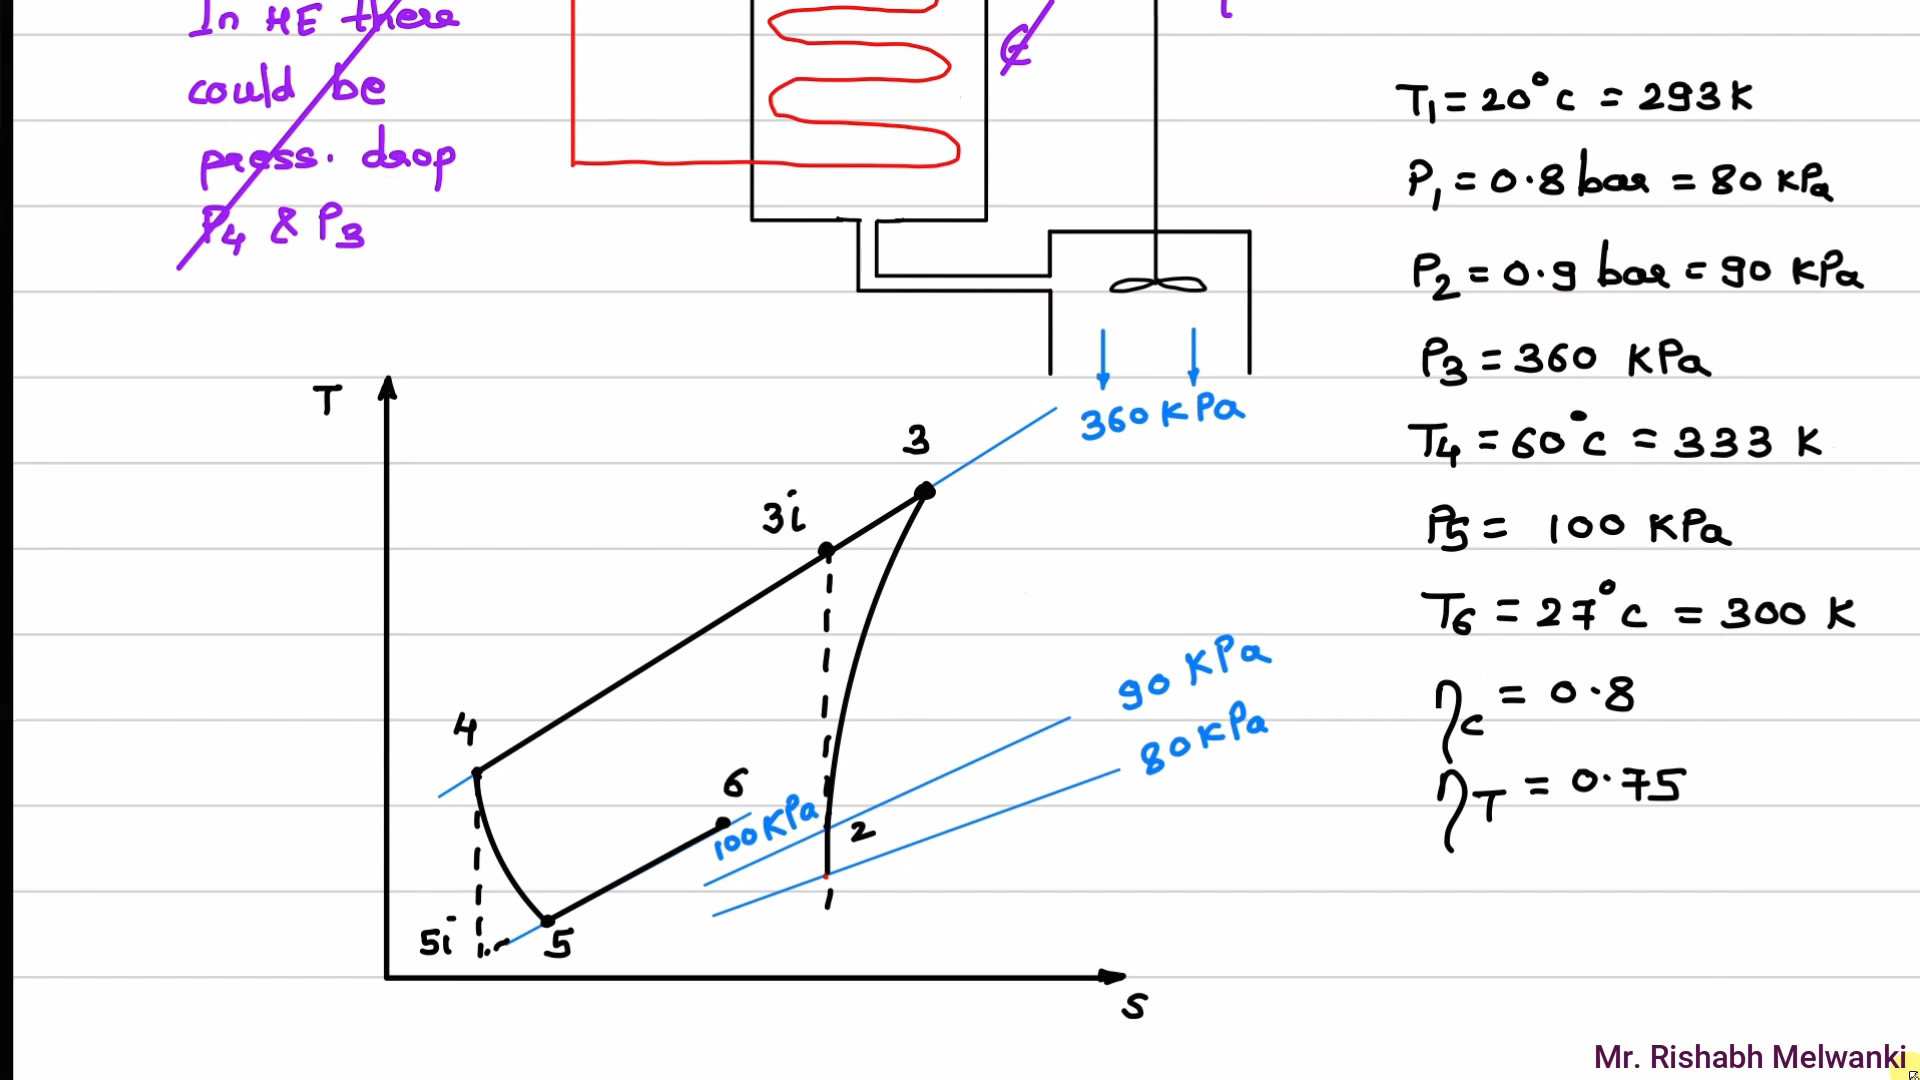 In HE there
could be
press. drop
P4 & P3
T1 = 20°c = 293 K
P1 = 0.8 bar = 80 KPa
P2 = 0.9 bar = 90 KPa
P3 = 360 KPa
T4 = 60°c = 333 K
P5 = 100 KPa
T6 = 27°c = 300 K
ηc = 0.8
ηT = 0.75
T
360 KPa
3
3i
90 KPa
80 KPa
4
6
100 KPa
2
5i
5
S
Mr. Rishabh Melwanki